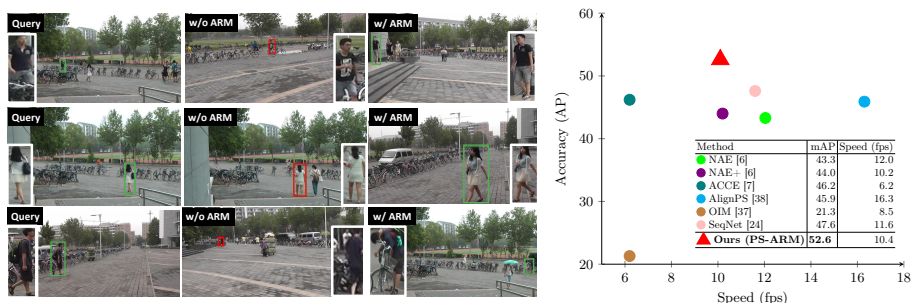 Query
w/o ARM
w/ ARM
Query
w/o ARM
w/ ARM
Query
w/o ARM
w/ ARM
60
50
40
30
20
Accuracy (AP)
6 8 10 12 14 16 18
Speed (fps)
Method mAP Speed (fps)
NAE [6] 43.3 12.0
NAE+ [6] 44.0 10.2
ACCE [7] 46.2 6.2
AlignPS [38] 45.9 16.3
OIM [37] 21.3 8.5
SeqNet [24] 47.6 11.6
Ours (PS-ARM) 52.6 10.4